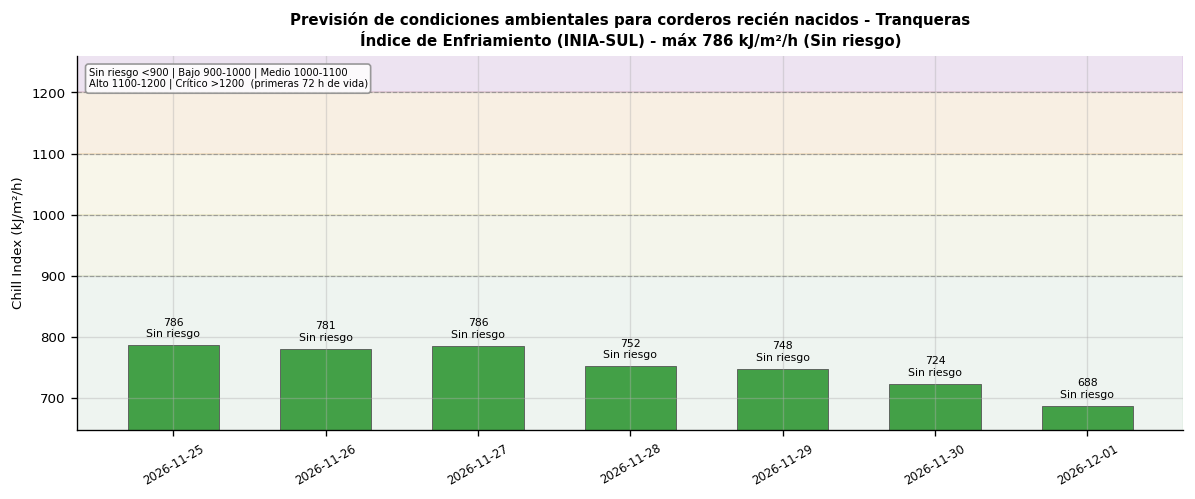 Previsión de condiciones ambientales para corderos recién nacidos - Tranqueras
Índice de Enfriamiento (INIA-SUL) - máx 786 kJ/m²/h (Sin riesgo)
Sin riesgo <900 | Bajo 900-1000 | Medio 1000-1100
Alto 1100-1200 | Crítico >1200  (primeras 72 h de vida)
Chill Index (kJ/m²/h)
1200
1100
1000
900
800
700
786
Sin riesgo
781
Sin riesgo
786
Sin riesgo
752
Sin riesgo
748
Sin riesgo
724
Sin riesgo
688
Sin riesgo
2026-11-25
2026-11-26
2026-11-27
2026-11-28
2026-11-29
2026-11-30
2026-12-01